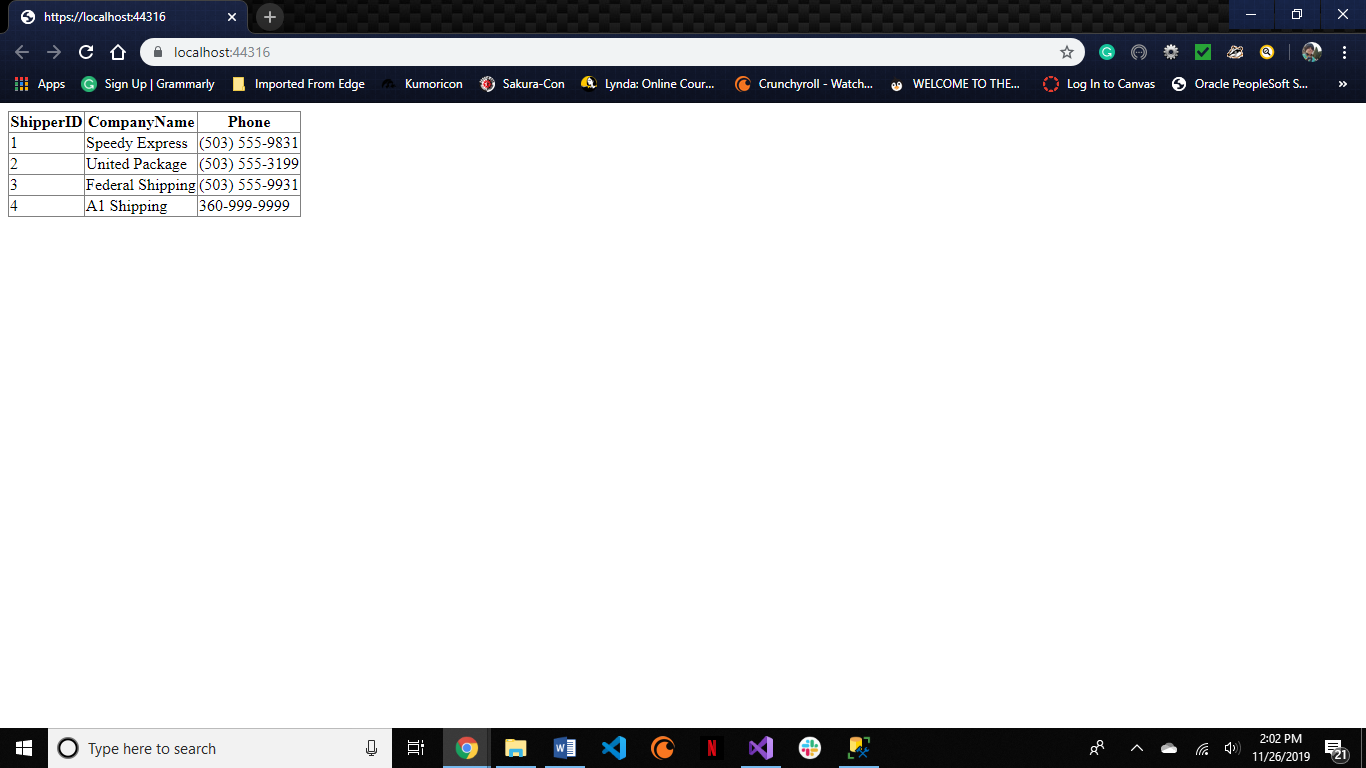 https://localhost:44316
localhost:44316
Apps Sign Up | Grammarly Imported From Edge Kumoricon Sakura-Con Lynda: Online Cour... Crunchyroll - Watch... WELCOME TO THE... Log In to Canvas Oracle PeopleSoft S... »
ShipperID CompanyName Phone
1 Speedy Express (503) 555-9831
2 United Package (503) 555-3199
3 Federal Shipping (503) 555-9931
4 A1 Shipping 360-999-9999
Type here to search
2:02 PM
11/26/2019
21